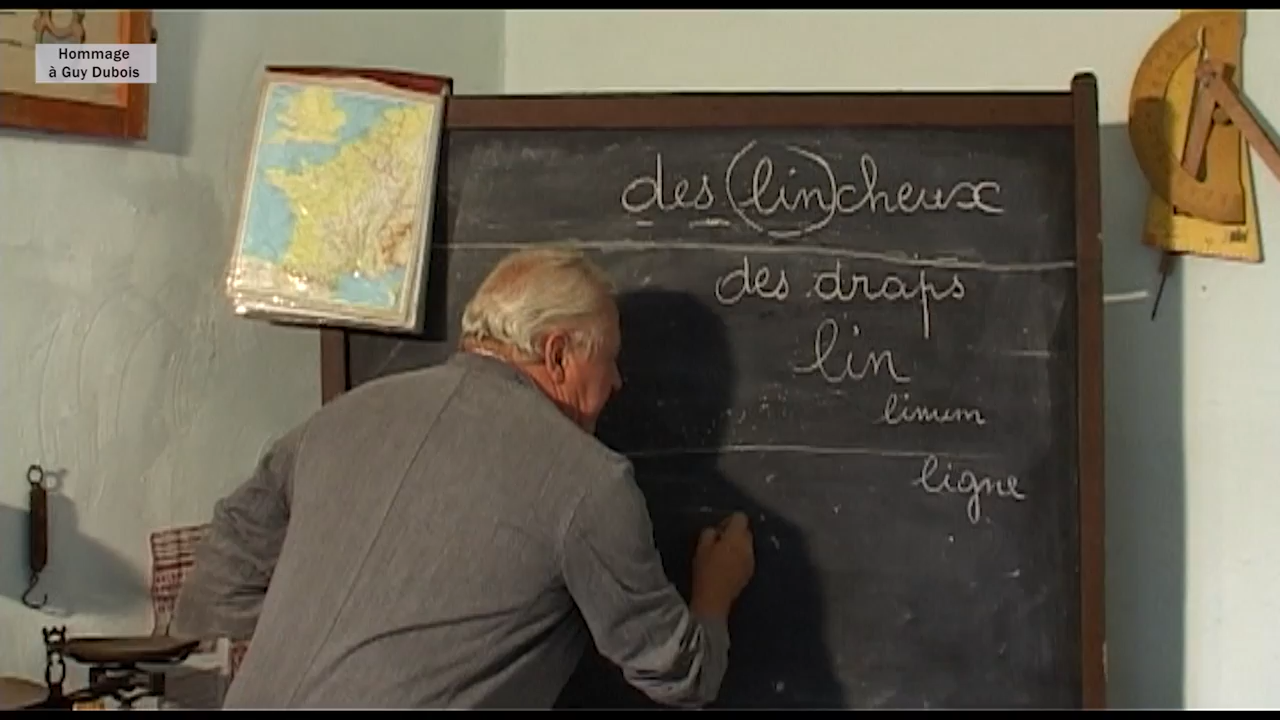 Hommage
à Guy Dubois
des lincheux
des draps
lin
linum
ligne